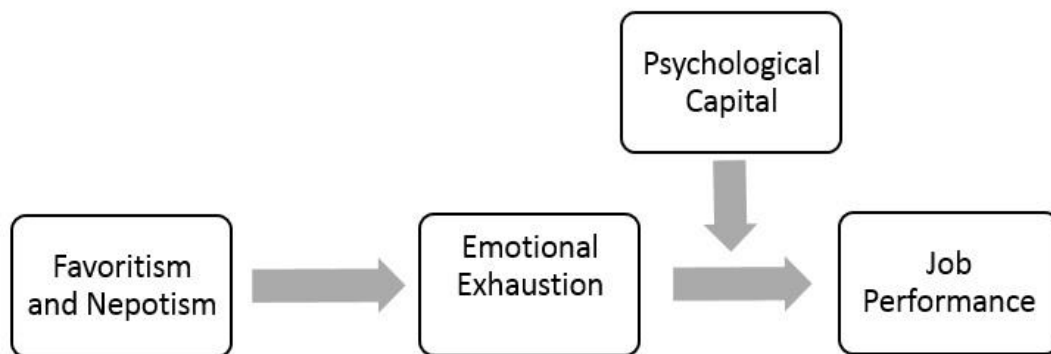 Psychological
Capital
Favoritism
and Nepotism
Emotional
Exhaustion
Job
Performance